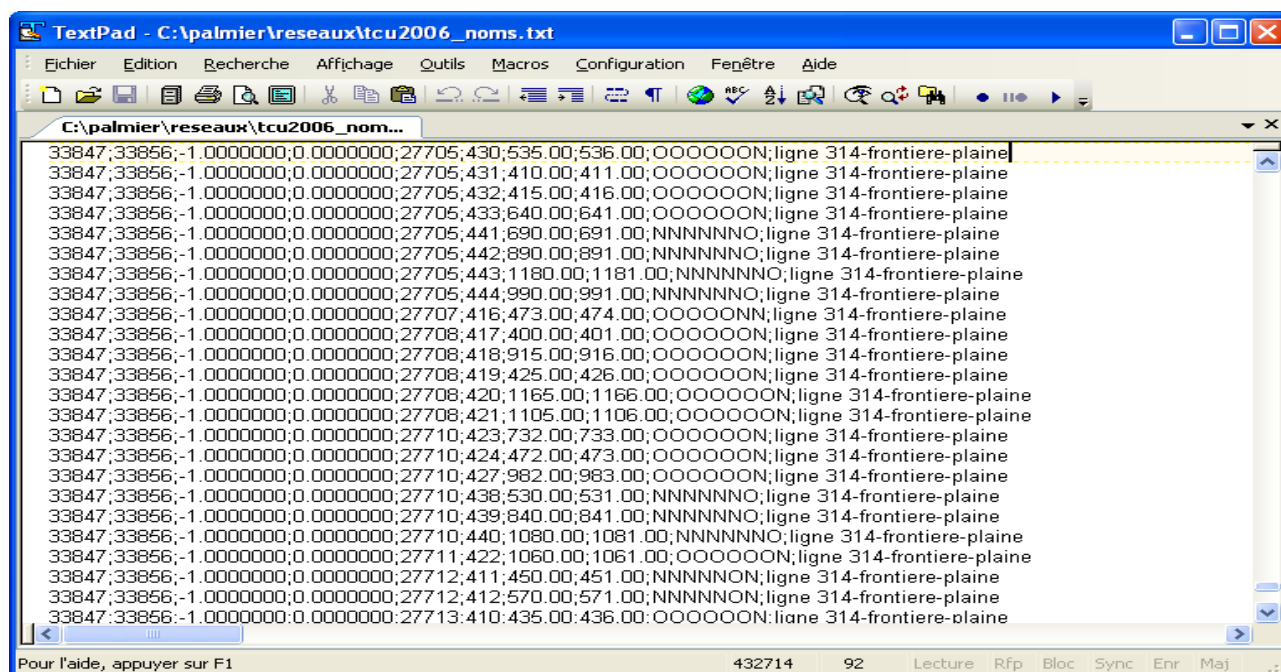 TextPad - C:\palmier\reseaux\tcu2006_noms.txt
Fichier Edition Recherche Affichage Outils Macros Configuration Fenêtre Aide
C:\palmier\reseaux\tcu2006_nom...
33847;33856;-1.0000000;0.0000000;27705;430;535.00;536.00;OOOOOON;ligne 314-frontiere-plaine
33847;33856;-1.0000000;0.0000000;27705;431;410.00;411.00;OOOOOON;ligne 314-frontiere-plaine
33847;33856;-1.0000000;0.0000000;27705;432;415.00;416.00;OOOOOON;ligne 314-frontiere-plaine
33847;33856;-1.0000000;0.0000000;27705;433;640.00;641.00;OOOOOON;ligne 314-frontiere-plaine
33847;33856;-1.0000000;0.0000000;27705;441;690.00;691.00;NNNNNNO;ligne 314-frontiere-plaine
33847;33856;-1.0000000;0.0000000;27705;442;890.00;891.00;NNNNNNO;ligne 314-frontiere-plaine
33847;33856;-1.0000000;0.0000000;27705;443;1180.00;1181.00;NNNNNNO;ligne 314-frontiere-plaine
33847;33856;-1.0000000;0.0000000;27705;444;990.00;991.00;NNNNNNO;ligne 314-frontiere-plaine
33847;33856;-1.0000000;0.0000000;27707;416;473.00;474.00;OOOOONN;ligne 314-frontiere-plaine
33847;33856;-1.0000000;0.0000000;27708;417;400.00;401.00;OOOOOON;ligne 314-frontiere-plaine
33847;33856;-1.0000000;0.0000000;27708;418;915.00;916.00;OOOOOON;ligne 314-frontiere-plaine
33847;33856;-1.0000000;0.0000000;27708;419;425.00;426.00;OOOOOON;ligne 314-frontiere-plaine
33847;33856;-1.0000000;0.0000000;27708;420;1165.00;1166.00;OOOOOON;ligne 314-frontiere-plaine
33847;33856;-1.0000000;0.0000000;27708;421;1105.00;1106.00;OOOOOON;ligne 314-frontiere-plaine
33847;33856;-1.0000000;0.0000000;27710;423;732.00;733.00;OOOOOON;ligne 314-frontiere-plaine
33847;33856;-1.0000000;0.0000000;27710;424;472.00;473.00;OOOOOON;ligne 314-frontiere-plaine
33847;33856;-1.0000000;0.0000000;27710;427;982.00;983.00;OOOOOON;ligne 314-frontiere-plaine
33847;33856;-1.0000000;0.0000000;27710;438;530.00;531.00;NNNNNNO;ligne 314-frontiere-plaine
33847;33856;-1.0000000;0.0000000;27710;439;840.00;841.00;NNNNNNO;ligne 314-frontiere-plaine
33847;33856;-1.0000000;0.0000000;27710;440;1080.00;1081.00;NNNNNNO;ligne 314-frontiere-plaine
33847;33856;-1.0000000;0.0000000;27711;422;1060.00;1061.00;OOOOOON;ligne 314-frontiere-plaine
33847;33856;-1.0000000;0.0000000;27712;411;450.00;451.00;NNNNNON;ligne 314-frontiere-plaine
33847;33856;-1.0000000;0.0000000;27712;412;570.00;571.00;NNNNNON;ligne 314-frontiere-plaine
33847;33856;-1.0000000;0.0000000;27713;410;435.00;436.00;OOOOOON;ligne 314-frontiere-plaine
Pour l'aide, appuyer sur F1 432714 92 Lecture Rfp Bloc Sync Enr Maj